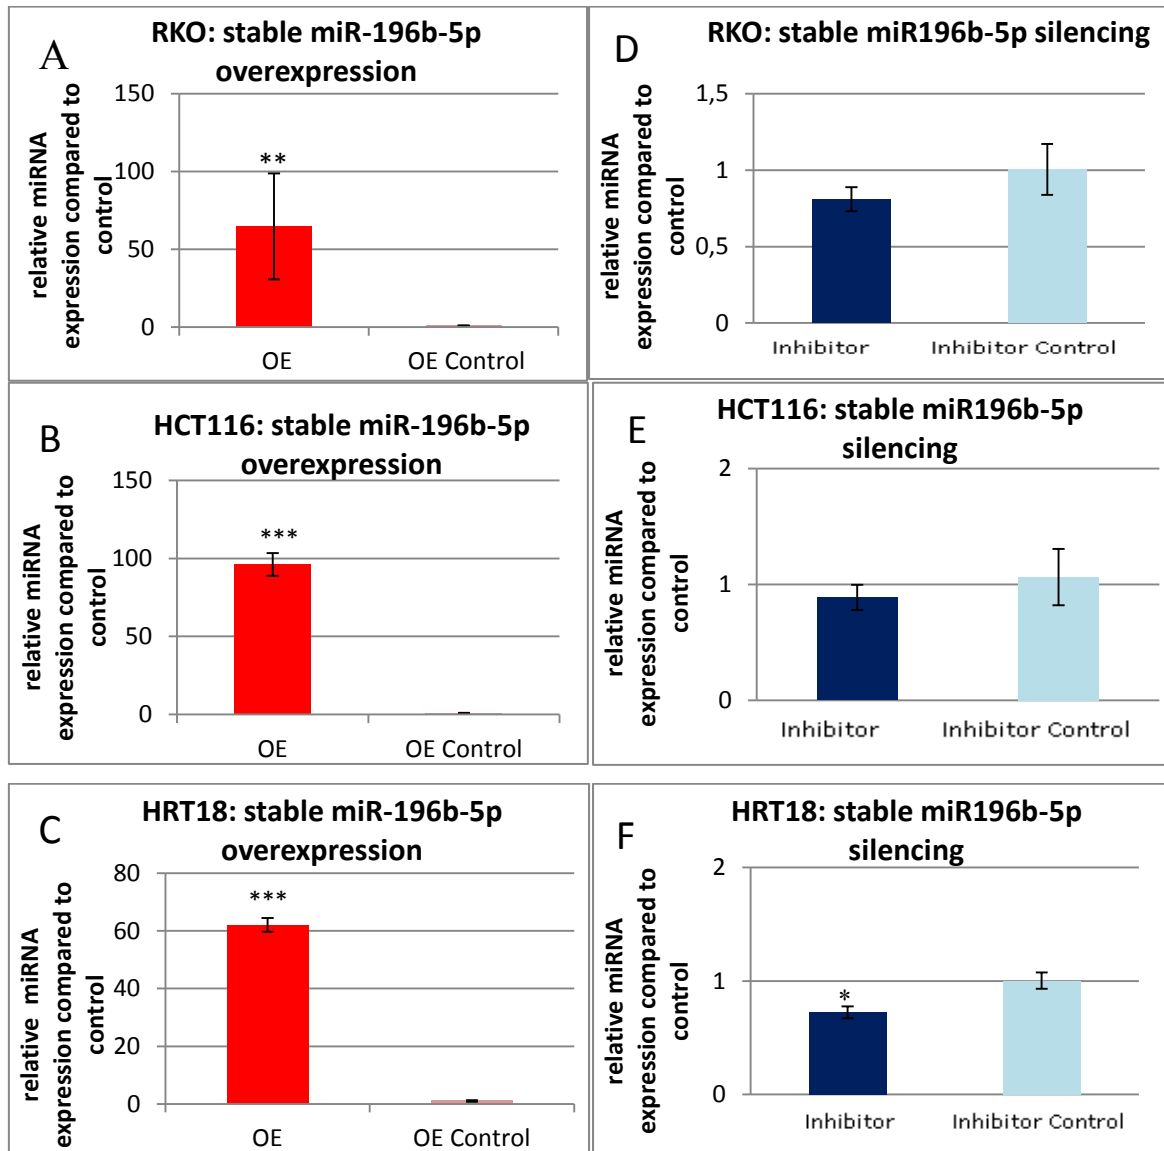 A
RKO: stable miR-196b-5p
overexpression
relative miRNA
expression compared to
control
150
100
50
0
**
OE
OE Control
D
RKO: stable miR196b-5p silencing
relative miRNA
expression compared to
control
1,5
1
0,5
0
Inhibitor
Inhibitor Control
B
HCT116: stable miR-196b-5p
overexpression
relative miRNA
expression compared to
control
150
100
50
0
***
OE
OE Control
E
HCT116: stable miR196b-5p
silencing
relative miRNA
expression compared to
control
2
1
0
Inhibitor
Inhibitor Control
C
HRT18: stable miR-196b-5p
overexpression
relative miRNA
expression compared to
control
80
60
40
20
0
***
OE
OE Control
F
HRT18: stable miR196b-5p
silencing
relative miRNA
expression compared to
control
2
1
0
*
Inhibitor
Inhibitor Control